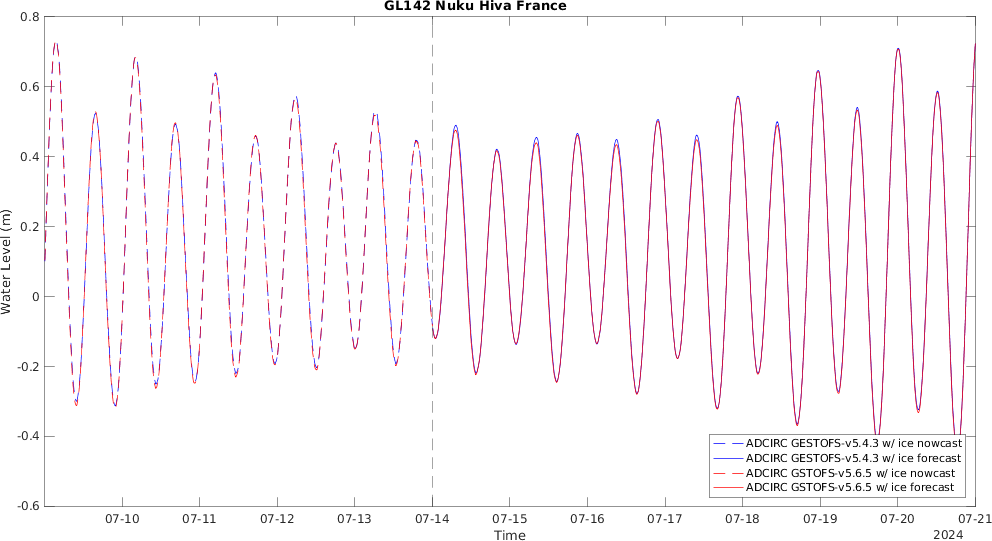 GL142 Nuku Hiva France
0.8
0.6
0.4
0.2
0
-0.2
-0.4
-0.6
Water Level (m)
ADCIRC GESTOFS-v5.4.3 w/ ice nowcast
ADCIRC GESTOFS-v5.4.3 w/ ice forecast
ADCIRC GSTOFS-v5.6.5 w/ ice nowcast
ADCIRC GSTOFS-v5.6.5 w/ ice forecast
07-10 07-11 07-12 07-13 07-14 07-15 07-16 07-17 07-18 07-19 07-20 07-21
Time
2024